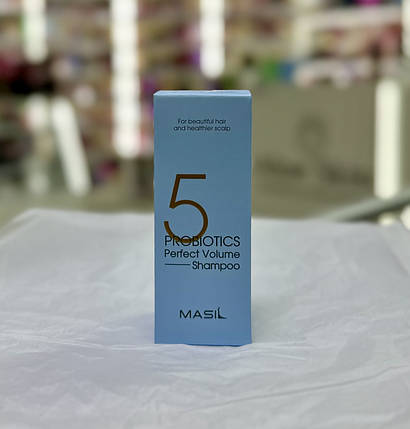 For beautiful hair
and healthier scalp
5
PROBIOTICS
Perfect Volume
Shampoo
MASIL